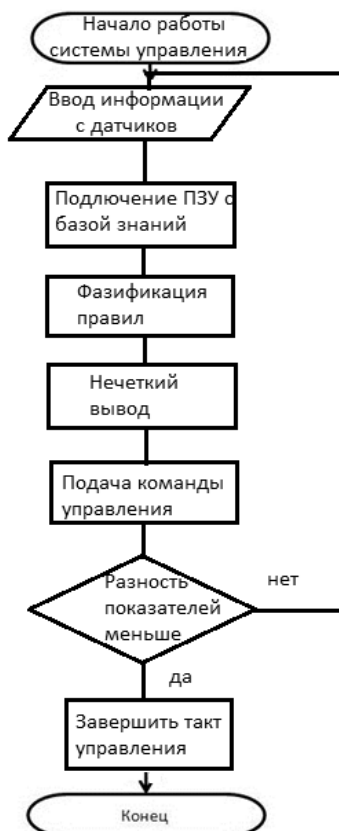 Начало работы
системы управления
Ввод информации
с датчиков
Подлючение ПЗУ с
базой знаний
Фазификация
правил
Нечеткий
вывод
Подача команды
управления
Разность
показателей
меньше
нет
да
Завершить такт
управления
Конец